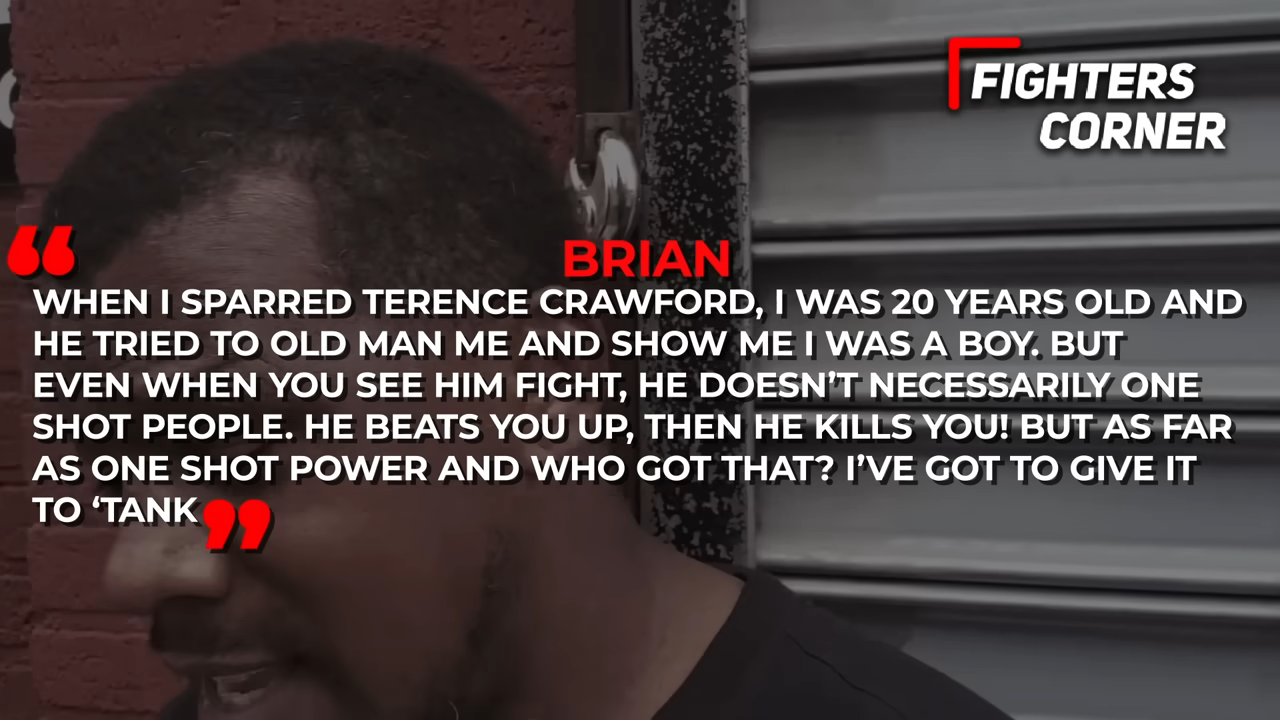 FIGHTERS
CORNER
“
BRIAN
WHEN I SPARRED TERENCE CRAWFORD, I WAS 20 YEARS OLD AND
HE TRIED TO OLD MAN ME AND SHOW ME I WAS A BOY. BUT
EVEN WHEN YOU SEE HIM FIGHT, HE DOESN’T NECESSARILY ONE
SHOT PEOPLE. HE BEATS YOU UP, THEN HE KILLS YOU! BUT AS FAR
AS ONE SHOT POWER AND WHO GOT THAT? I’VE GOT TO GIVE IT
TO ‘TANK ”